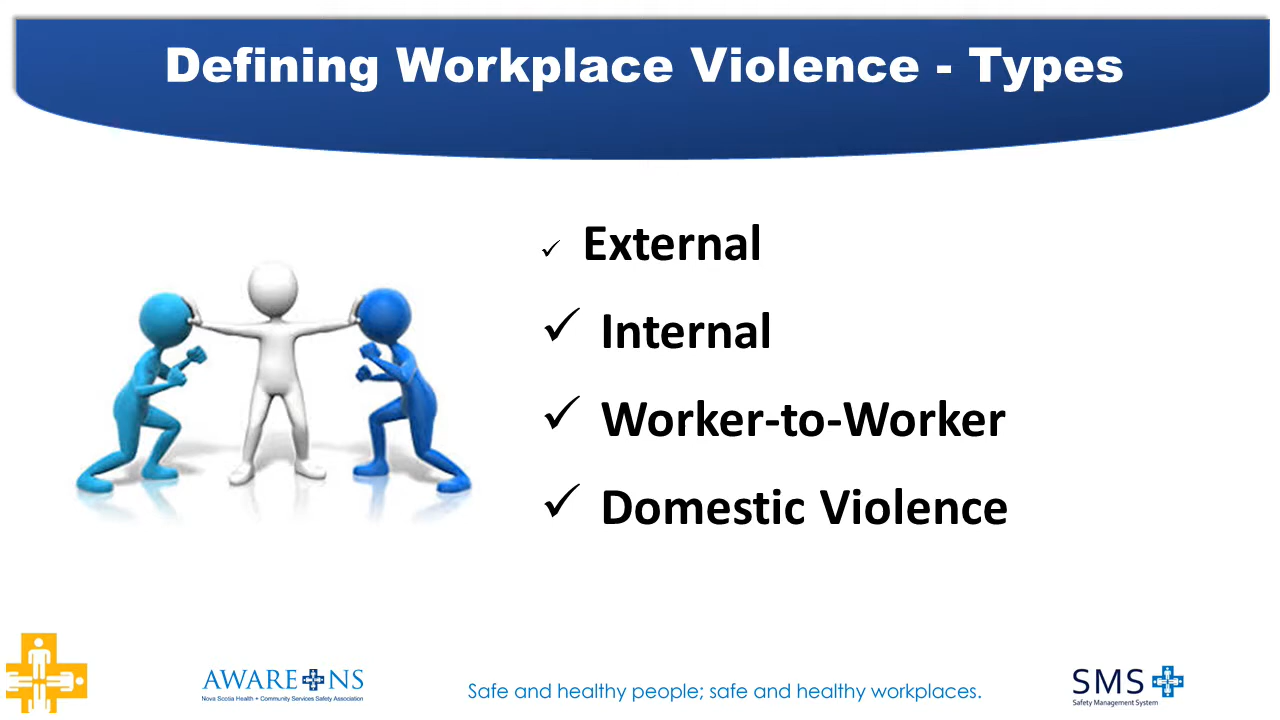 Defining Workplace Violence - Types
✓ External
✓ Internal
✓ Worker-to-Worker
✓ Domestic Violence
AWARE NS
Nova Scotia Health + Community Services Safety Association
Safe and healthy people; safe and healthy workplaces.
SMS
Safety Management System